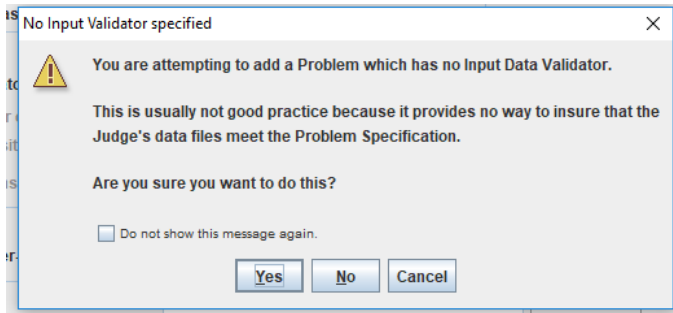 as
No Input Validator specified
You are attempting to add a Problem which has no Input Data Validator.
This is usually not good practice because it provides no way to insure that the
Judge's data files meet the Problem Specification.
Are you sure you want to do this?
Do not show this message again.
Yes No Cancel